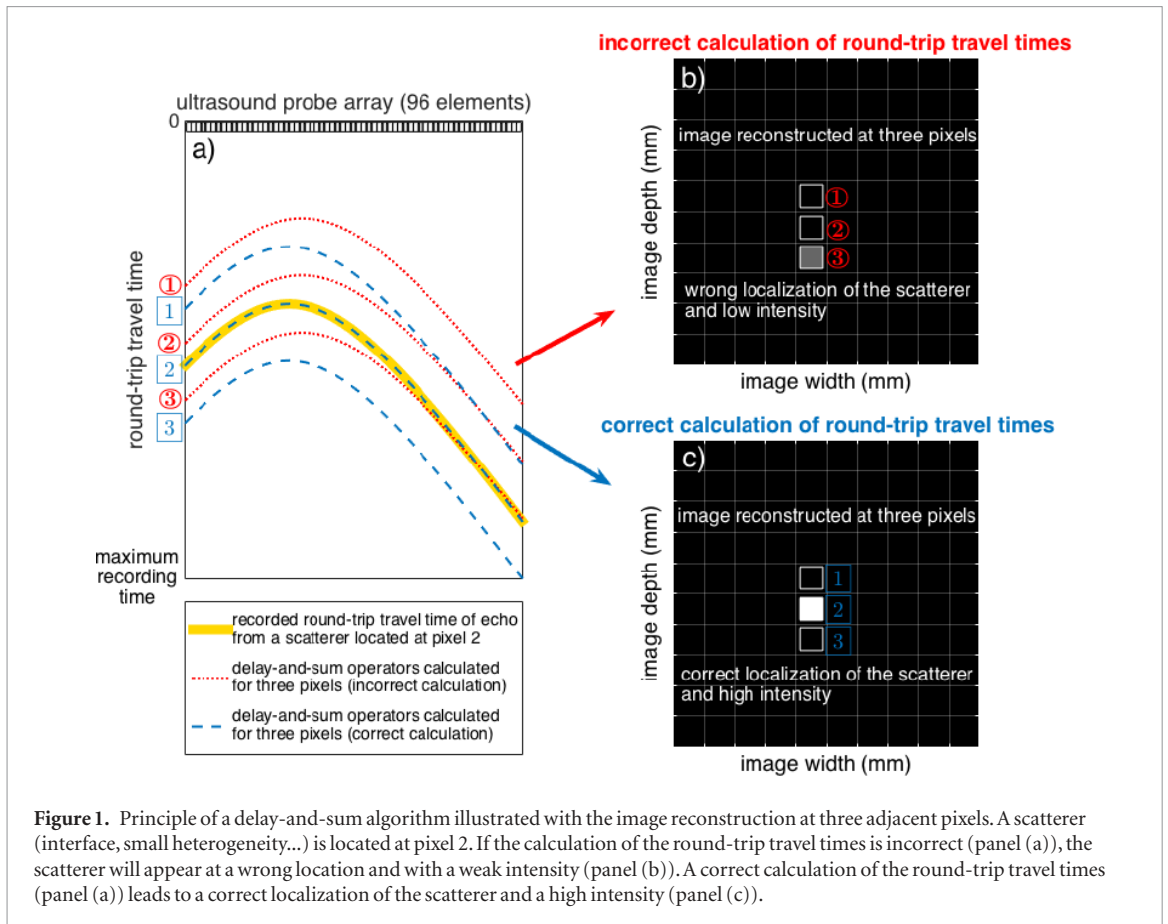 ultrasound probe array (96 elements)
0
a)
round-trip travel time
①
1
②
2
③
3
maximum
recording
time
recorded round-trip travel time of echo
from a scatterer located at pixel 2
delay-and-sum operators calculated
for three pixels (incorrect calculation)
delay-and-sum operators calculated
for three pixels (correct calculation)
incorrect calculation of round-trip travel times
b)
image reconstructed at three pixels
image depth (mm)
①
②
③
wrong localization of the scatterer
and low intensity
image width (mm)
correct calculation of round-trip travel times
c)
image reconstructed at three pixels
image depth (mm)
1
2
3
correct localization of the scatterer
and high intensity
image width (mm)
Figure 1. Principle of a delay-and-sum algorithm illustrated with the image reconstruction at three adjacent pixels. A scatterer
(interface, small heterogeneity...) is located at pixel 2. If the calculation of the round-trip travel times is incorrect (panel (a)), the
scatterer will appear at a wrong location and with a weak intensity (panel (b)). A correct calculation of the round-trip travel times
(panel (a)) leads to a correct localization of the scatterer and a high intensity (panel (c)).